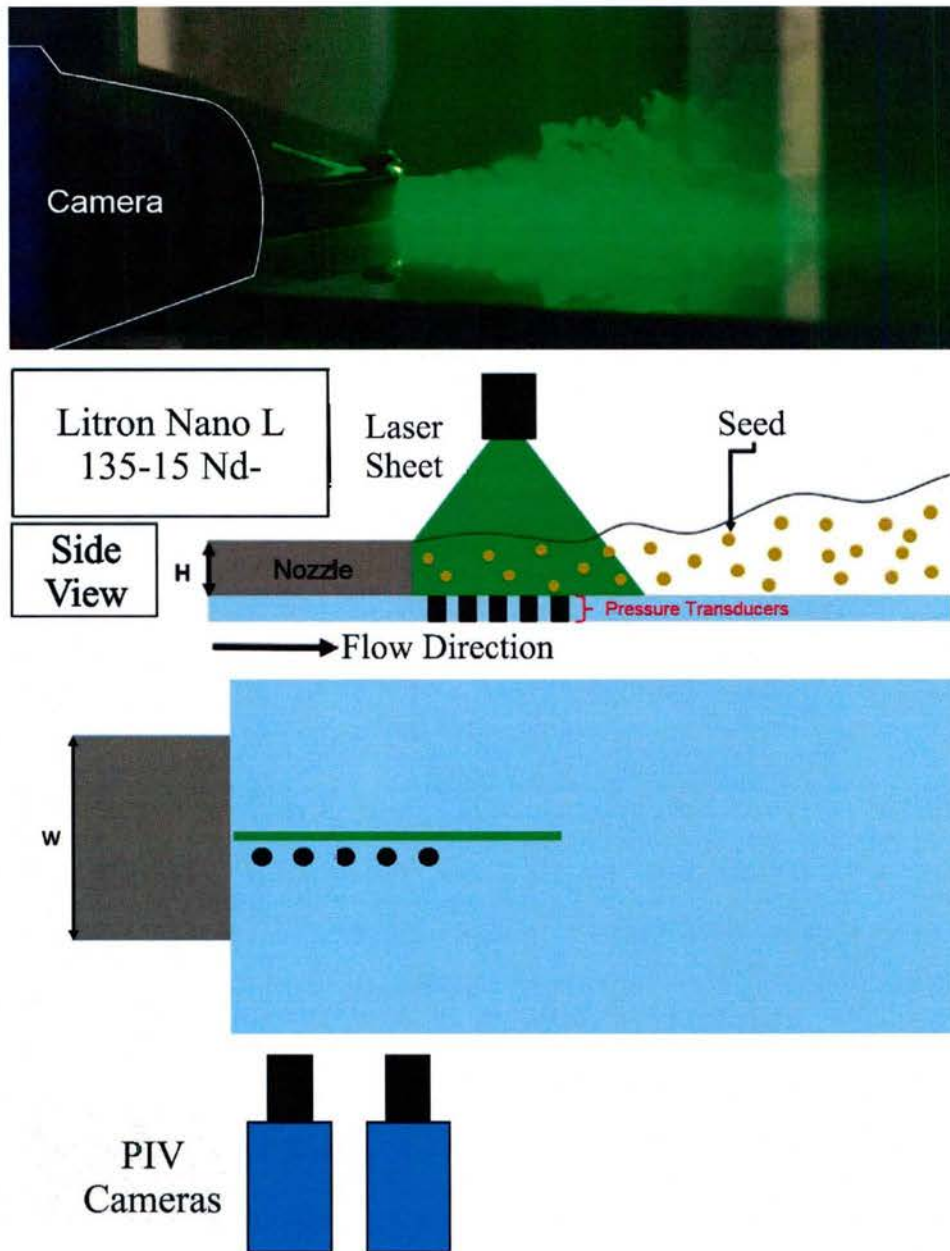 Camera
Litron Nano L
135-15 Nd-
Laser
Sheet
Seed
Side
View
H
Nozzle
Pressure Transducers
Flow Direction
W
PIV
Cameras